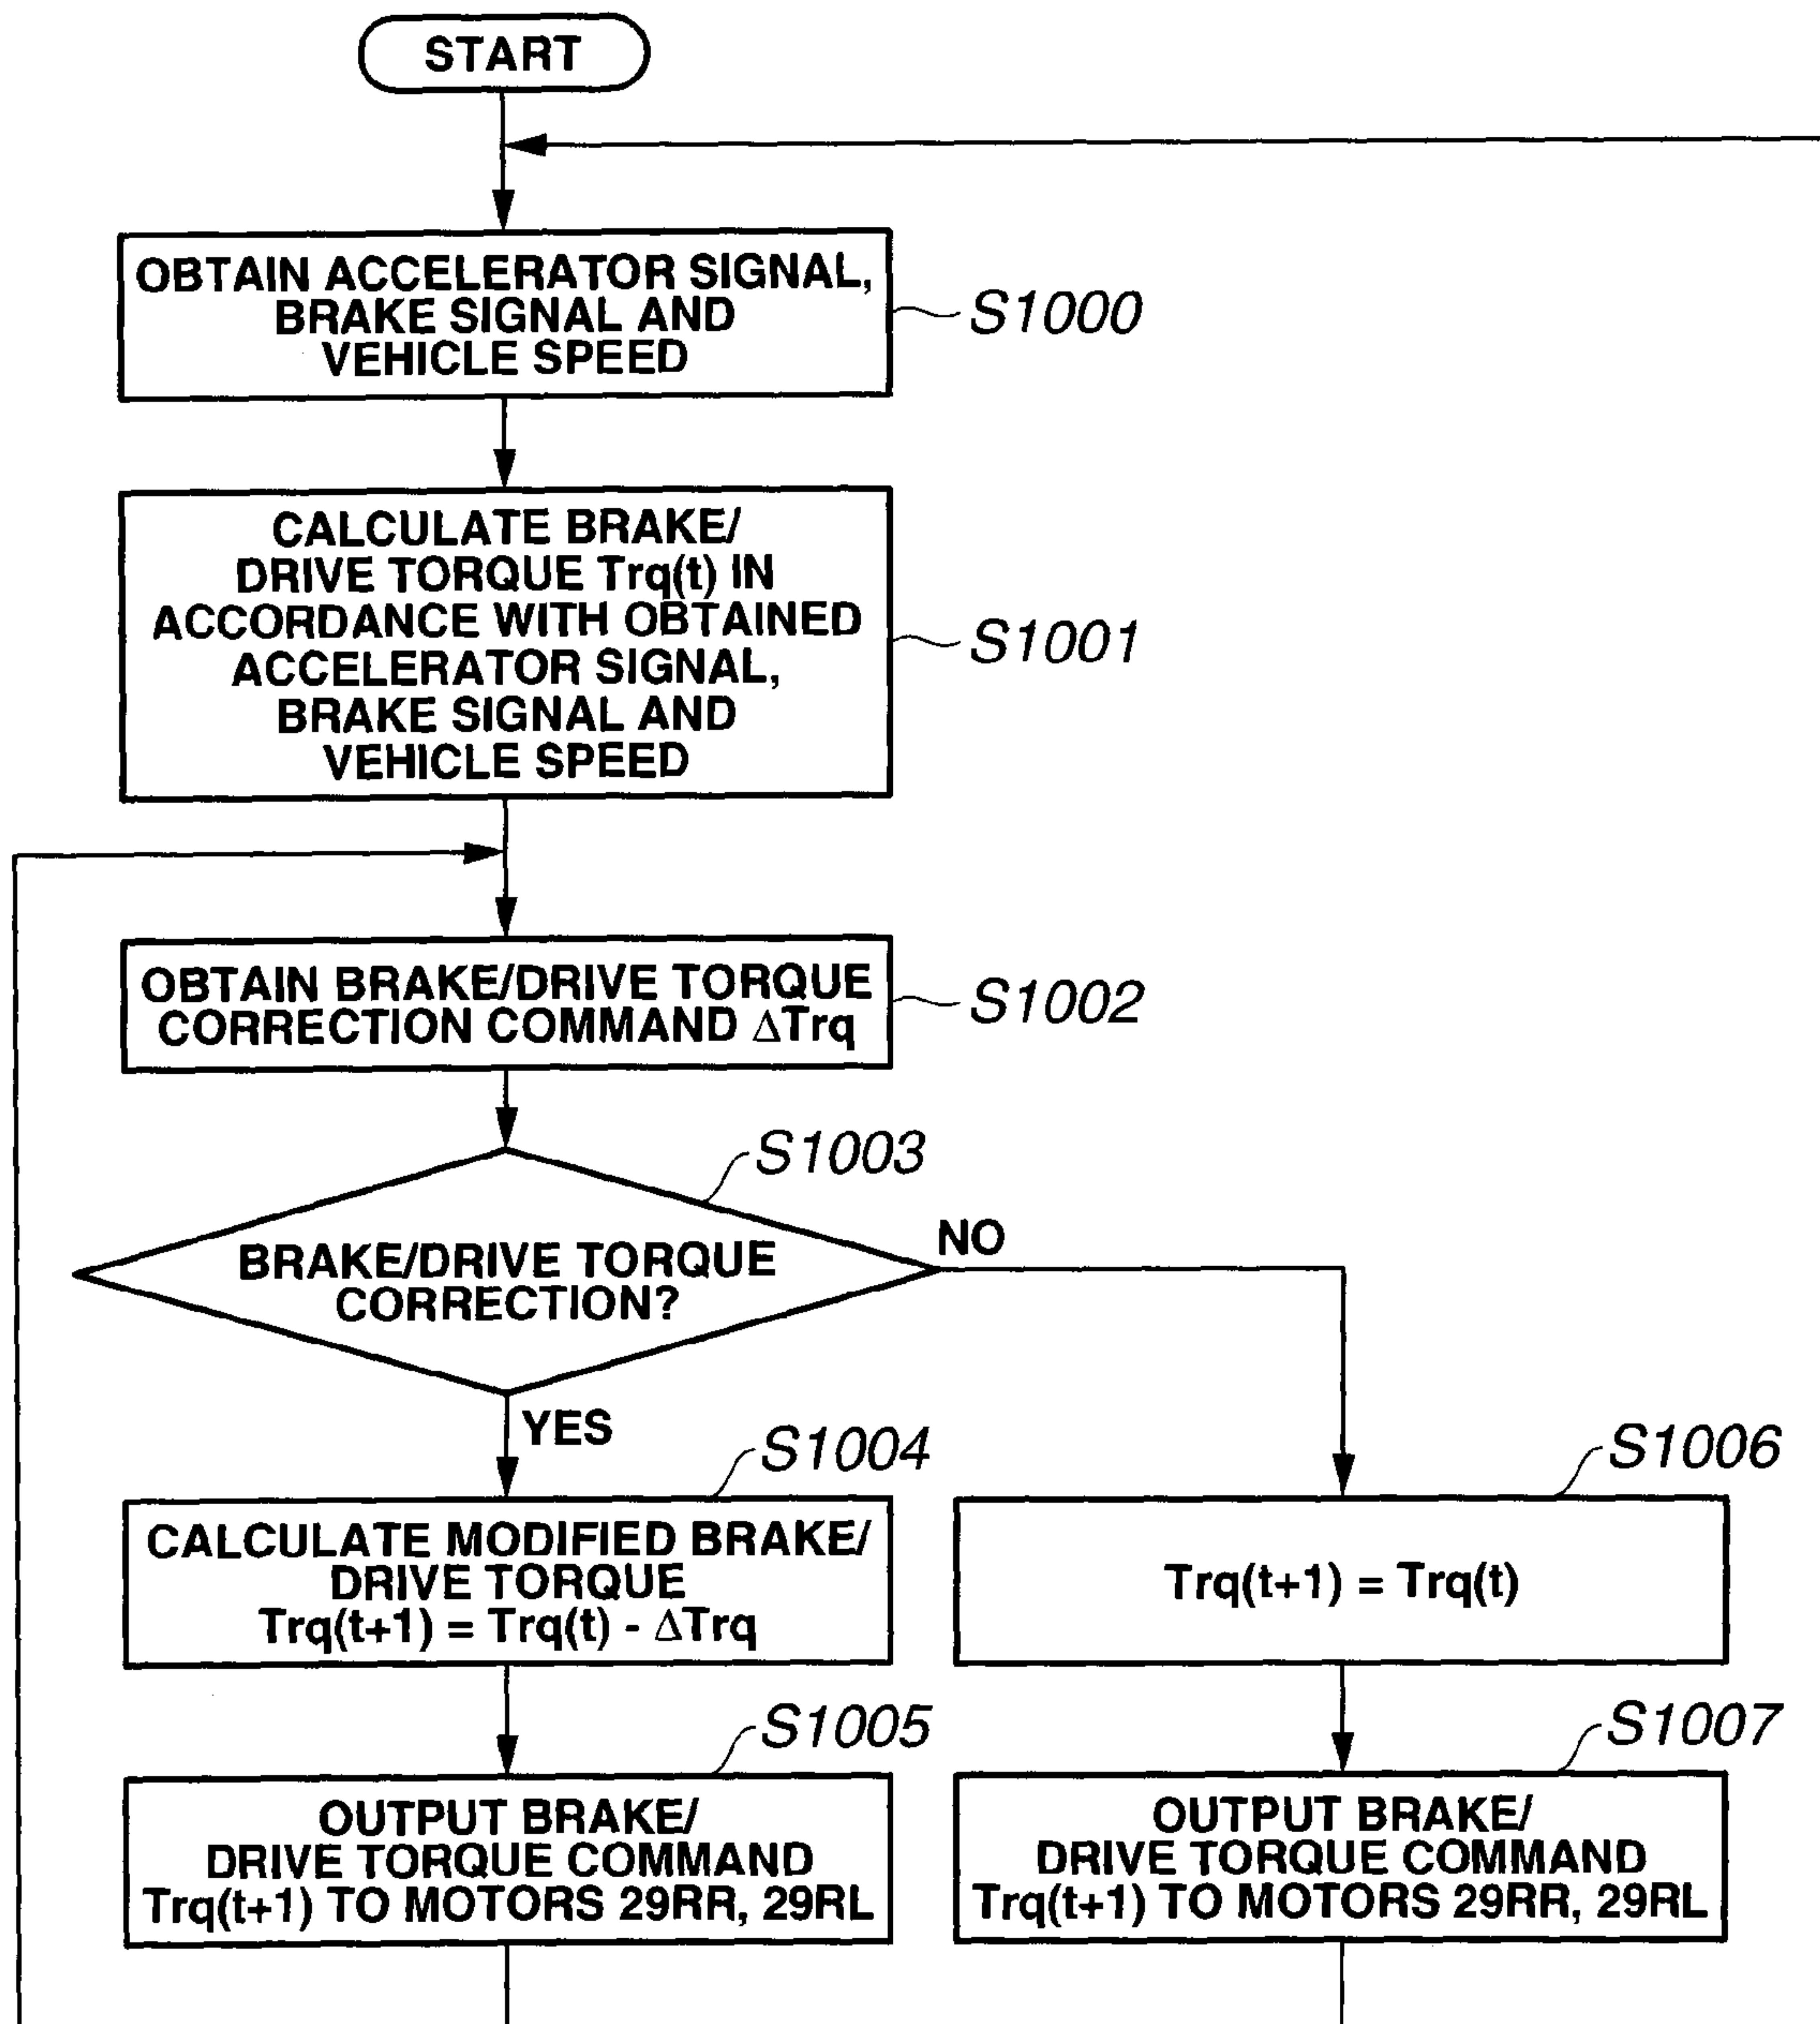 START
OBTAIN ACCELERATOR SIGNAL,
BRAKE SIGNAL AND
VEHICLE SPEED
S1000
CALCULATE BRAKE/
DRIVE TORQUE Trq(t) IN
ACCORDANCE WITH OBTAINED
ACCELERATOR SIGNAL,
BRAKE SIGNAL AND
VEHICLE SPEED
S1001
OBTAIN BRAKE/DRIVE TORQUE
CORRECTION COMMAND ΔTrq
S1002
S1003
BRAKE/DRIVE TORQUE
CORRECTION?
NO
YES
S1004
CALCULATE MODIFIED BRAKE/
DRIVE TORQUE
Trq(t+1) = Trq(t) - ΔTrq
S1006
Trq(t+1) = Trq(t)
S1005
OUTPUT BRAKE/
DRIVE TORQUE COMMAND
Trq(t+1) TO MOTORS 29RR, 29RL
S1007
OUTPUT BRAKE/
DRIVE TORQUE COMMAND
Trq(t+1) TO MOTORS 29RR, 29RL